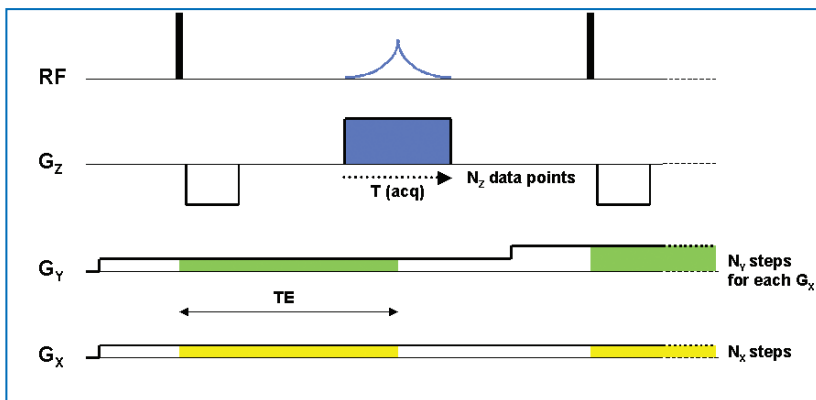 RF
G_Z
N_Z data points
T (acq)
G_Y
N_Y steps
for each G_X
TE
G_X
N_X steps